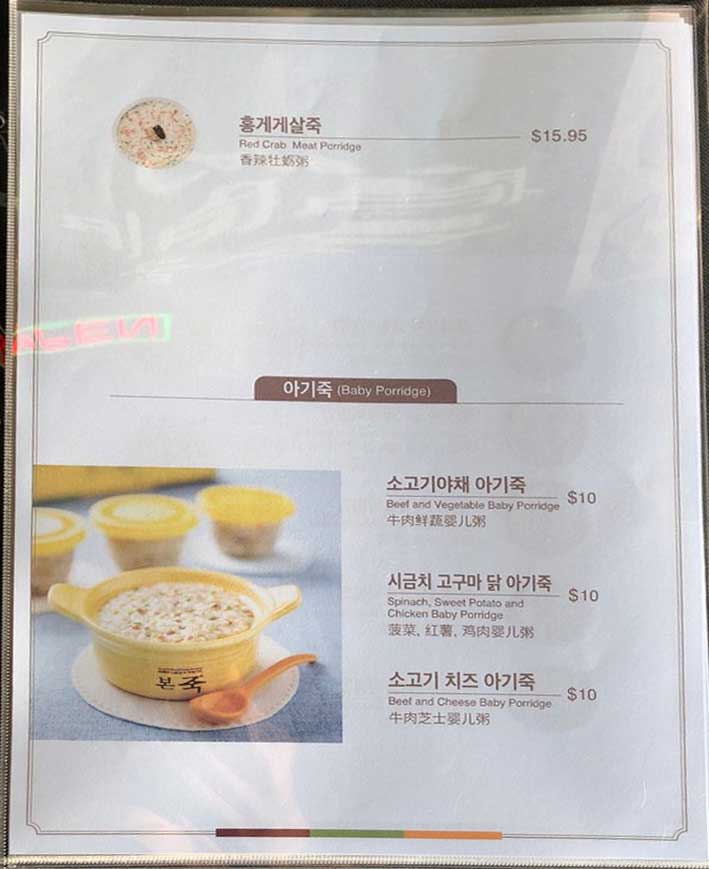 홍게게살죽
Red Crab Meat Porridge
香辣牡蛎粥
$15.95
아기죽 (Baby Porridge)
소고기야채 아기죽
Beef and Vegetable Baby Porridge
牛肉鲜蔬婴儿粥
$10
시금치 고구마 닭 아기죽
Spinach, Sweet Potato and
Chicken Baby Porridge
菠菜, 紅薯, 鸡肉婴儿粥
$10
소고기 치즈 아기죽
Beef and Cheese Baby Porridge
牛肉芝士婴儿粥
$10
본죽